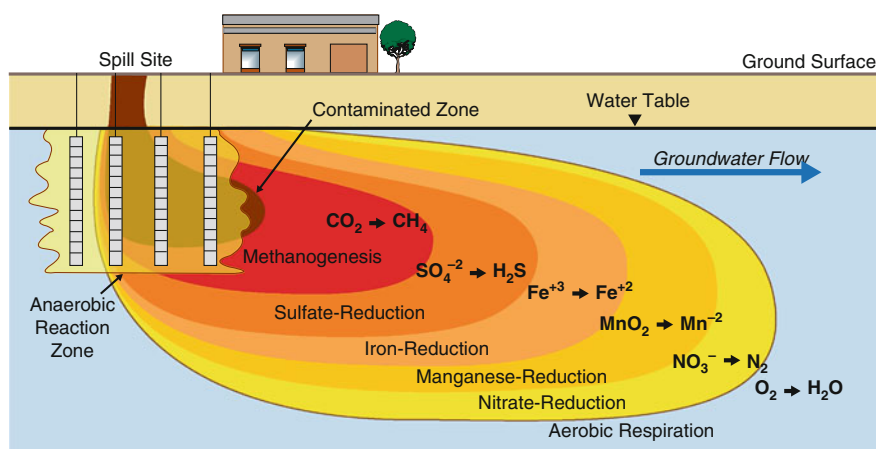 Spill Site
Ground Surface
Contaminated Zone
Water Table
Groundwater Flow
CO₂ → CH₄
Methanogenesis
SO₄⁻² → H₂S
Anaerobic
Reaction
Zone
Fe⁺³ → Fe⁺²
Sulfate-Reduction
MnO₂ → Mn⁻²
Iron-Reduction
NO₃⁻ → N₂
Manganese-Reduction
O₂ → H₂O
Nitrate-Reduction
Aerobic Respiration